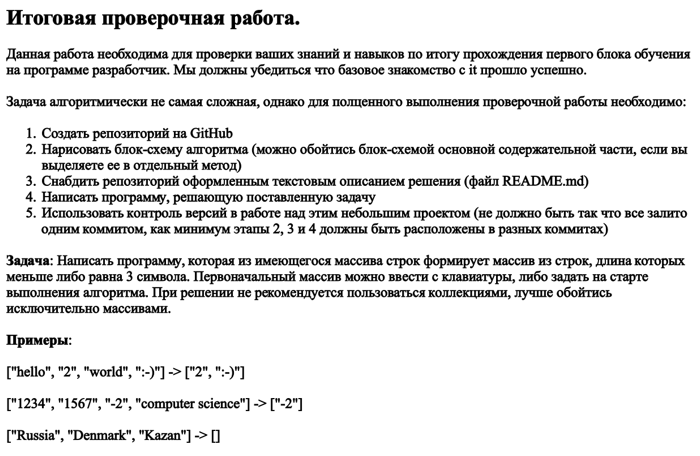 Итоговая проверочная работа.
Данная работа необходима для проверки ваших знаний и навыков по итогу прохождения первого блока обучения
на программе разработчик. Мы должны убедиться что базовое знакомство с it прошло успешно.
Задача алгоритмически не самая сложная, однако для полценного выполнения проверочной работы необходимо:
1. Создать репозиторий на GitHub
2. Нарисовать блок-схему алгоритма (можно обойтись блок-схемой основной содержательной части, если вы
выделяете ее в отдельный метод)
3. Снабдить репозиторий оформленным текстовым описанием решения (файл README.md)
4. Написать программу, решающую поставленную задачу
5. Использовать контроль версий в работе над этим небольшим проектом (не должно быть так что все залито
одним коммитом, как минимум этапы 2, 3 и 4 должны быть расположены в разных коммитах)
Задача: Написать программу, которая из имеющегося массива строк формирует массив из строк, длина которых
меньше либо равна 3 символа. Первоначальный массив можно ввести с клавиатуры, либо задать на старте
выполнения алгоритма. При решении не рекомендуется пользоваться коллекциями, лучше обойтись
исключительно массивами.
Примеры:
["hello", "2", "world", ":-)"] -> ["2", ":-)"]
["1234", "1567", "-2", "computer science"] -> ["-2"]
["Russia", "Denmark", "Kazan"] -> []